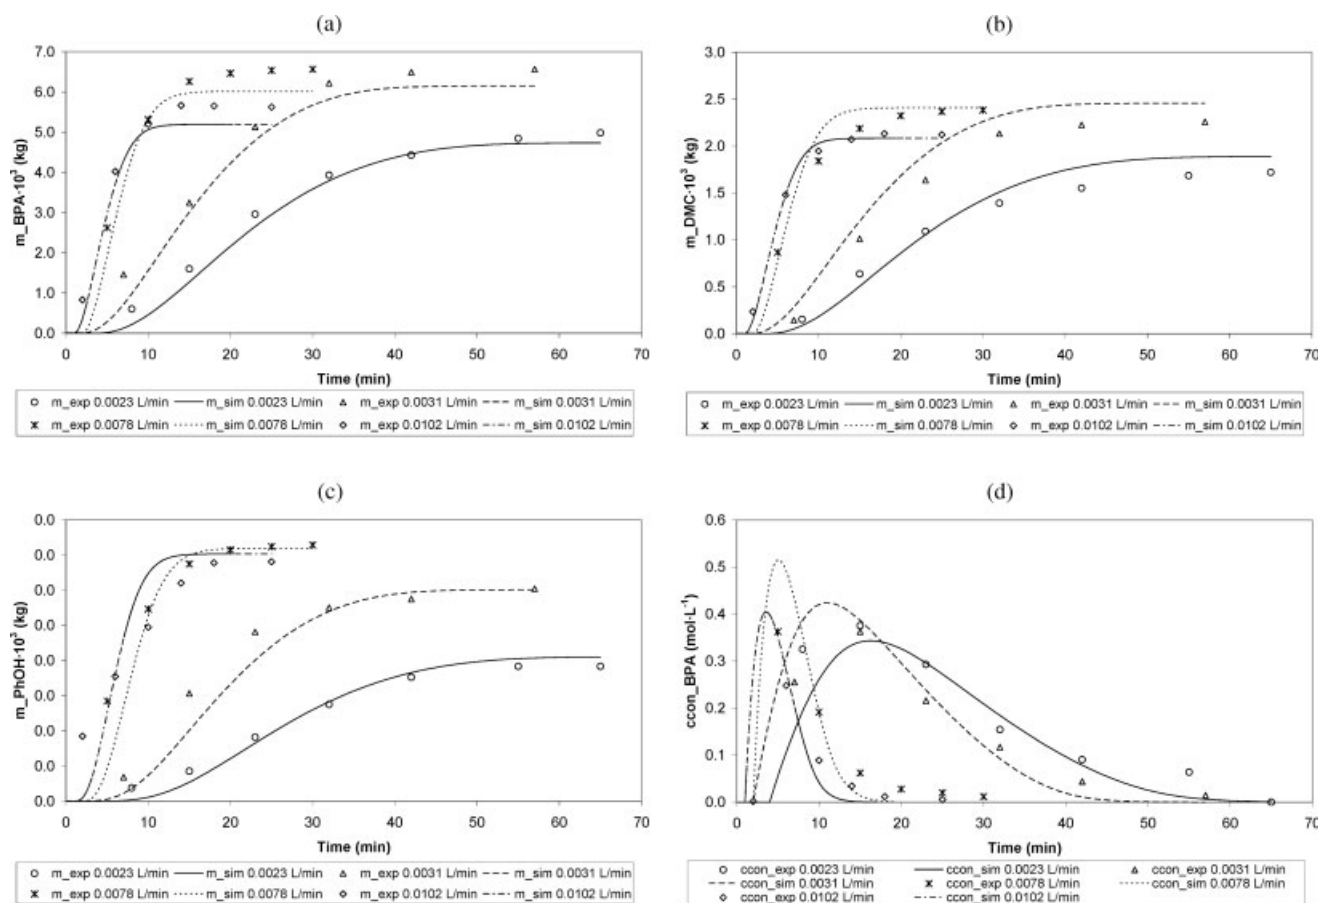 (a)
7.0
6.0
5.0
4.0
3.0
2.0
1.0
0.0
m_BPA·10³ (kg)
0 10 20 30 40 50 60 70
Time (min)
m_exp 0.0023 L/min m_sim 0.0023 L/min m_exp 0.0031 L/min m_sim 0.0031 L/min
m_exp 0.0078 L/min m_sim 0.0078 L/min m_exp 0.0102 L/min m_sim 0.0102 L/min
(b)
3.0
2.5
2.0
1.5
1.0
0.5
0.0
m_DMC·10³ (kg)
0 10 20 30 40 50 60 70
Time (min)
m_exp 0.0023 L/min m_sim 0.0023 L/min m_exp 0.0031 L/min m_sim 0.0031 L/min
m_exp 0.0078 L/min m_sim 0.0078 L/min m_exp 0.0102 L/min m_sim 0.0102 L/min
(c)
0.0
0.0
0.0
0.0
0.0
0.0
0.0
0.0
0.0
m_PhOH·10³ (kg)
0 10 20 30 40 50 60 70
Time (min)
m_exp 0.0023 L/min m_sim 0.0023 L/min m_exp 0.0031 L/min m_sim 0.0031 L/min
m_exp 0.0078 L/min m_sim 0.0078 L/min m_exp 0.0102 L/min m_sim 0.0102 L/min
(d)
0.6
0.5
0.4
0.3
0.2
0.1
0.0
ccon_BPA (mol·L⁻¹)
0 10 20 30 40 50 60 70
Time (min)
ccon_exp 0.0023 L/min ccon_sim 0.0023 L/min ccon_exp 0.0031 L/min
ccon_sim 0.0031 L/min ccon_exp 0.0078 L/min ccon_sim 0.0078 L/min
ccon_exp 0.0102 L/min ccon_sim 0.0102 L/min